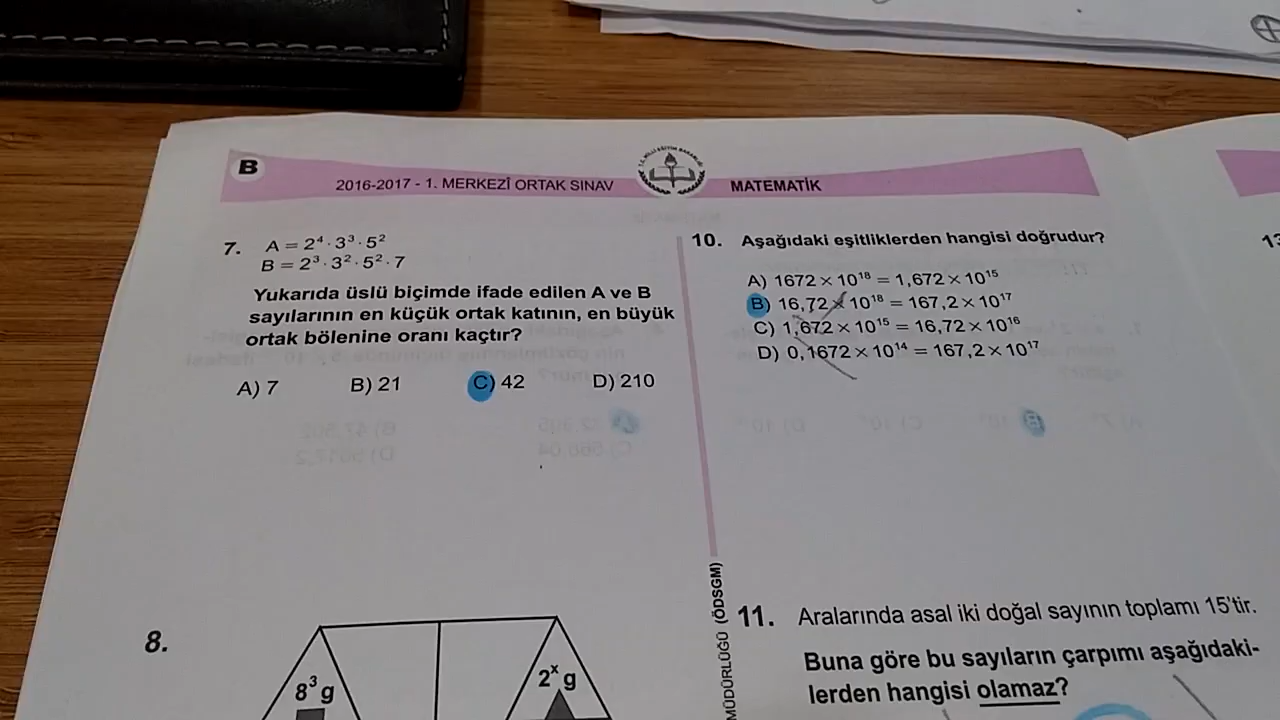 B
2016-2017 - 1. MERKEZÎ ORTAK SINAV
MATEMATİK
7. A = 2⁴ · 3³ · 5²
B = 2³ · 3² · 5² · 7
Yukarıda üslü biçimde ifade edilen A ve B
sayılarının en küçük ortak katının, en büyük
ortak bölenine oranı kaçtır?
A) 7 B) 21 C) 42 D) 210
8.
8³ g
2ˣ g
10. Aşağıdaki eşitliklerden hangisi doğrudur?
A) 1672 × 10¹⁸ = 1,672 × 10¹⁵
B) 16,72 × 10¹⁸ = 167,2 × 10¹⁷
C) 1,672 × 10¹⁵ = 16,72 × 10¹⁶
D) 0,1672 × 10¹⁴ = 167,2 × 10¹⁷
MÜDÜRLÜĞÜ (ÖDSGM)
11. Aralarında asal iki doğal sayının toplamı 15'tir.
Buna göre bu sayıların çarpımı aşağıdaki-
lerden hangisi olamaz?